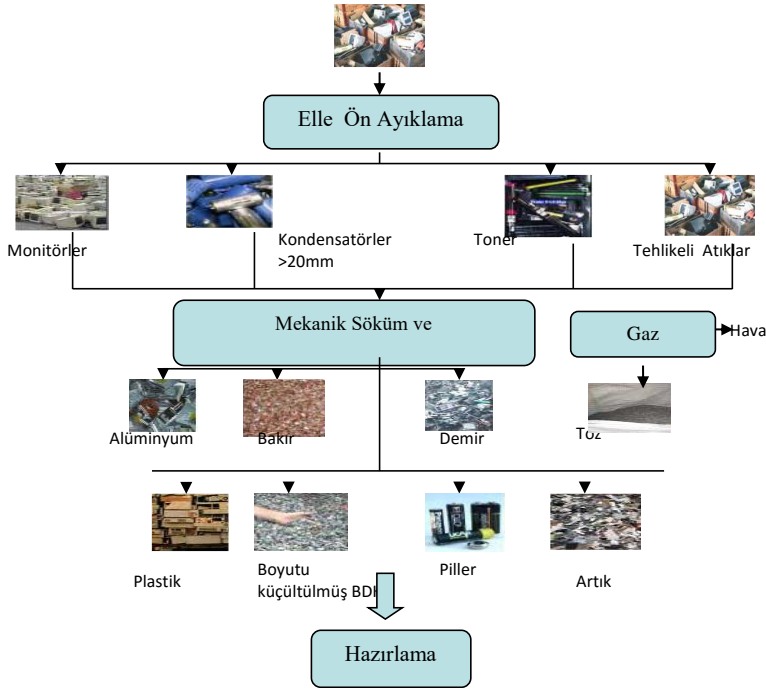 Elle Ön Ayıklama
Monitörler
Kondensatörler
>20mm
Toner
Tehlikeli Atıklar
Mekanik Söküm ve
Gaz
Hava
Alüminyum
Bakır
Demir
Toz
Plastik
Boyutu
küçültülmüş
Piller
Artık
Hazırlama